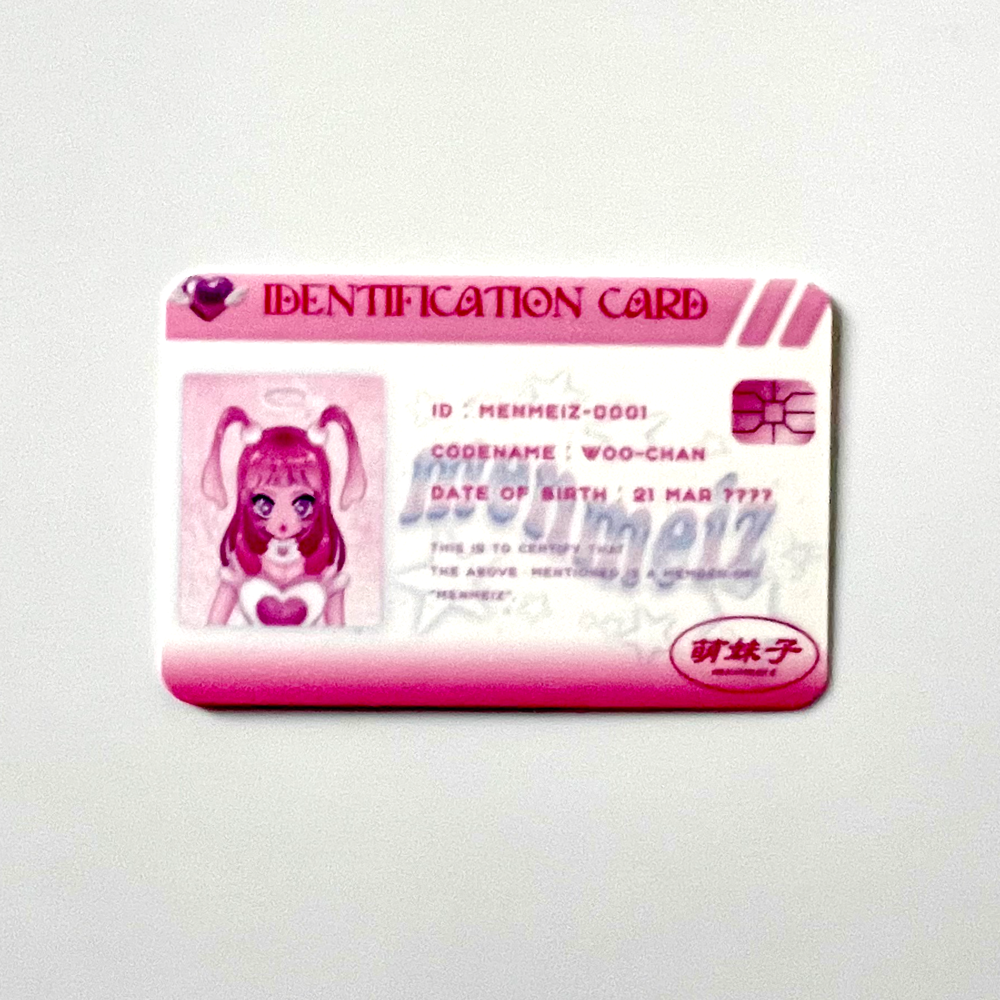 IDENTIFICATION CARD
ID : MENMEIZ-0001
CODENAME : WOO-CHAN
DATE OF BIRTH : 21 MAR ????
menmeiz
THIS IS TO CERTIFY THAT
THE ABOVE - MENTIONED IS A MEMBER OF
"MENMEIZ".
萌妹子